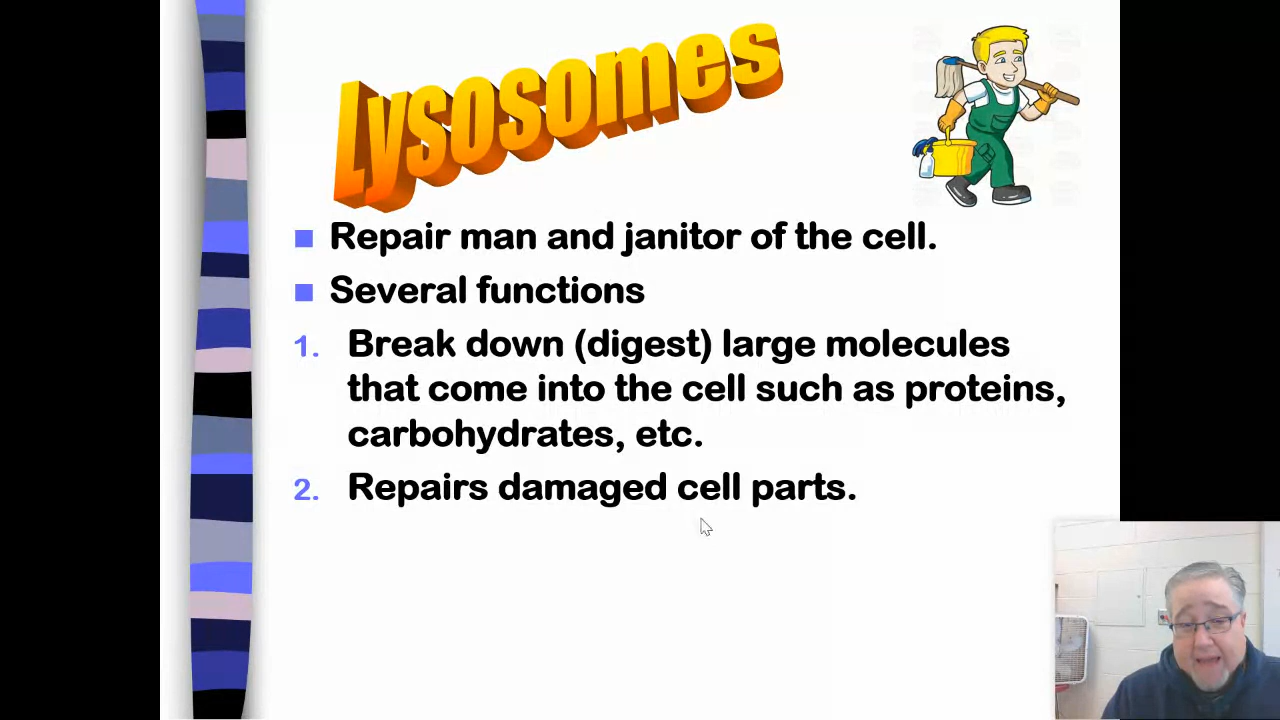 Lysosomes
Repair man and janitor of the cell.
Several functions
1. Break down (digest) large molecules
that come into the cell such as proteins,
carbohydrates, etc.
2. Repairs damaged cell parts.